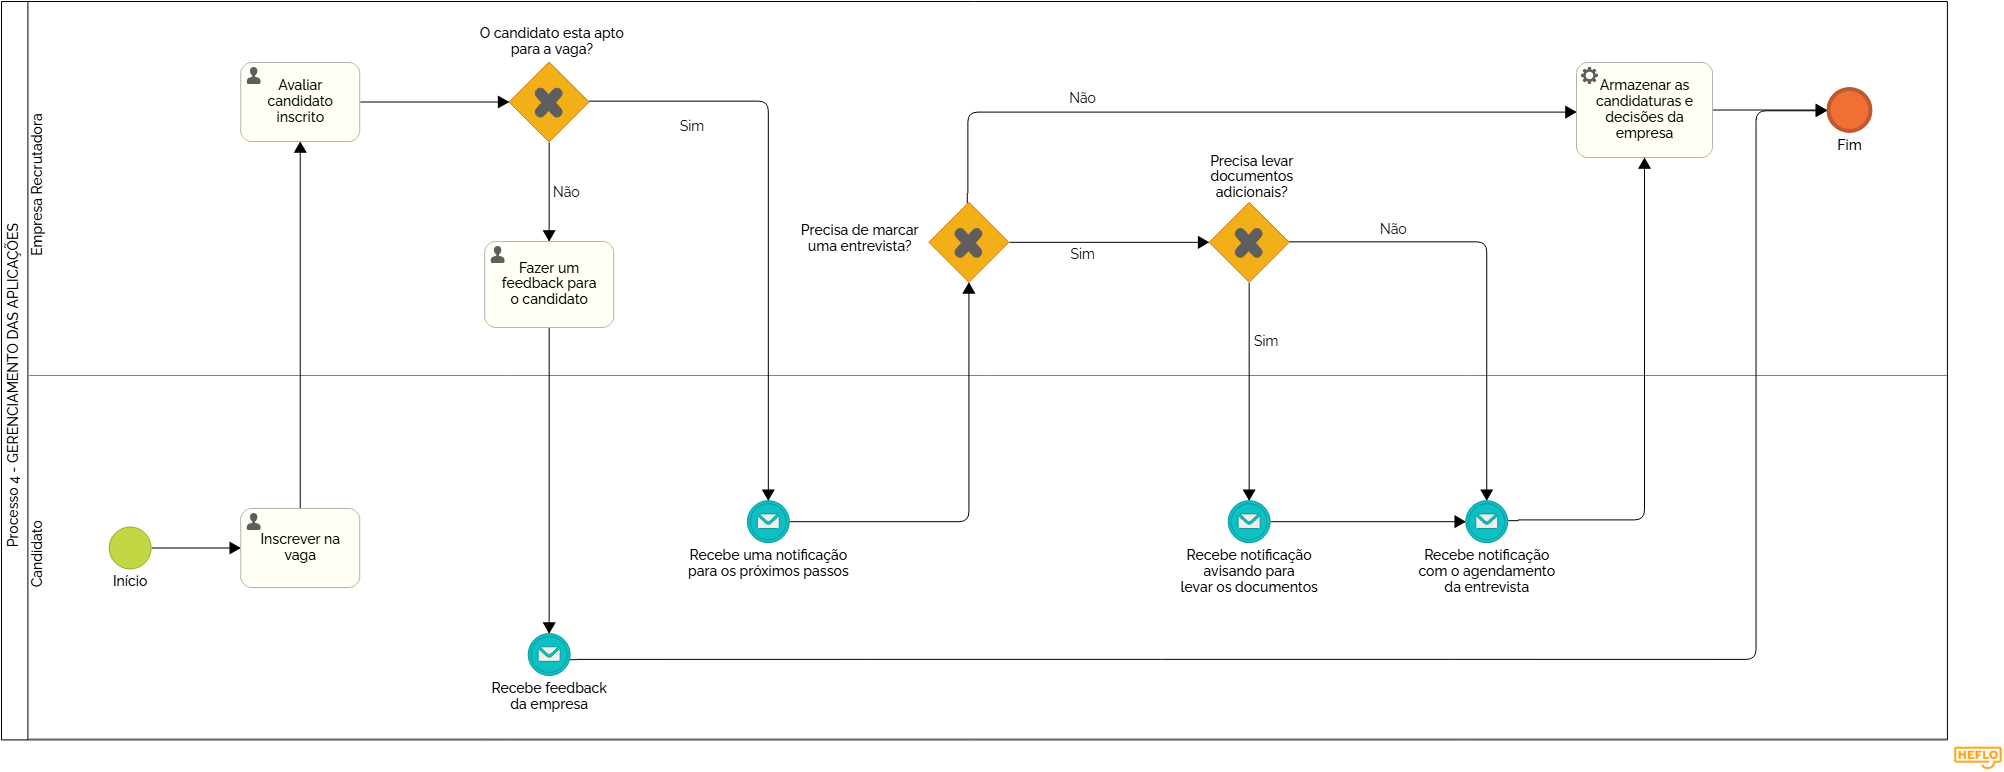 Processo 4 - GERENCIAMENTO DAS APLICAÇÕES
Empresa Recrutadora
Candidato
Início
Inscrever na
vaga
Avaliar
candidato
inscrito
O candidato esta apto
para a vaga?
Sim
Não
Fazer um
feedback para
o candidato
Recebe feedback
da empresa
Recebe uma notificação
para os próximos passos
Precisa de marcar
uma entrevista?
Não
Sim
Precisa levar
documentos
adicionais?
Não
Sim
Recebe notificação
avisando para
levar os documentos
Recebe notificação
com o agendamento
da entrevista
Armazenar as
candidaturas e
decisões da
empresa
Fim
HEFLO